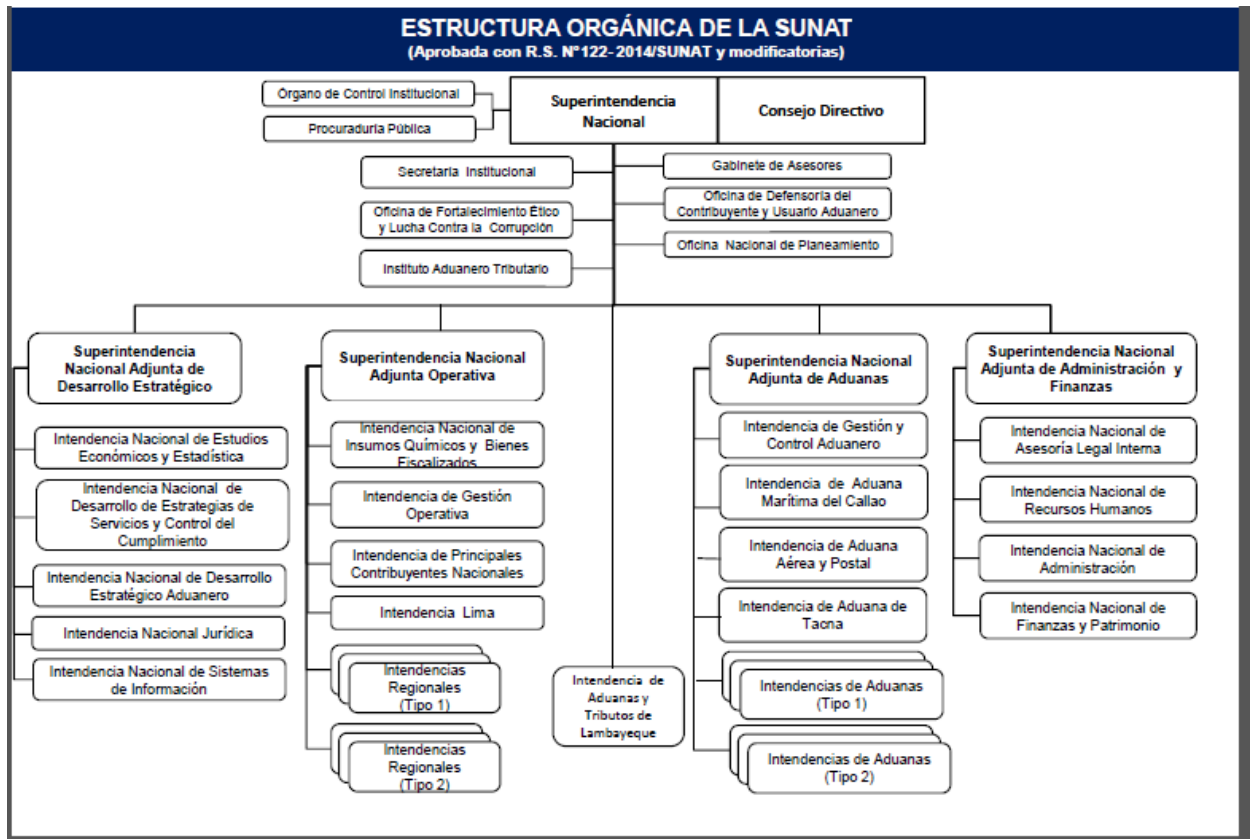 ESTRUCTURA ORGÁNICA DE LA SUNAT
(Aprobada con R.S. N°122- 2014/SUNAT y modificatorias)
Órgano de Control Institucional
Procuraduría Pública
Superintendencia
Nacional
Consejo Directivo
Secretaría Institucional
Gabinete de Asesores
Oficina de Fortalecimiento Ético
y Lucha Contra la Corrupción
Oficina de Defensoría del
Contribuyente y Usuario Aduanero
Instituto Aduanero Tributario
Oficina Nacional de Planeamiento
Superintendencia
Nacional Adjunta de
Desarrollo Estratégico
Intendencia Nacional de Estudios
Económicos y Estadística
Intendencia Nacional de
Desarrollo de Estrategias de
Servicios y Control del
Cumplimiento
Intendencia Nacional de Desarrollo
Estratégico Aduanero
Intendencia Nacional Jurídica
Intendencia Nacional de Sistemas
de Información
Superintendencia Nacional
Adjunta Operativa
Intendencia Nacional de
Insumos Químicos y Bienes
Fiscalizados
Intendencia de Gestión
Operativa
Intendencia de Principales
Contribuyentes Nacionales
Intendencia Lima
Intendencias
Regionales
(Tipo 1)
Intendencias
Regionales
(Tipo 2)
Intendencia de
Aduanas y
Tributos de
Lambayeque
Superintendencia Nacional
Adjunta de Aduanas
Intendencia de Gestión y
Control Aduanero
Intendencia de Aduana
Marítima del Callao
Intendencia de Aduana
Aérea y Postal
Intendencia de Aduana de
Tacna
Intendencias de Aduanas
(Tipo 1)
Intendencias de Aduanas
(Tipo 2)
Superintendencia Nacional
Adjunta de Administración y
Finanzas
Intendencia Nacional de
Asesoría Legal Interna
Intendencia Nacional de
Recursos Humanos
Intendencia Nacional de
Administración
Intendencia Nacional de
Finanzas y Patrimonio